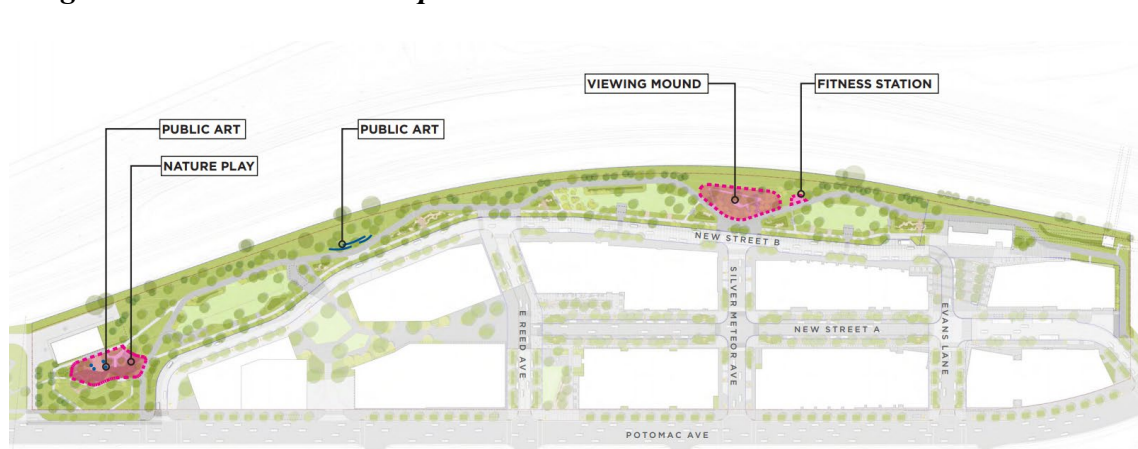 VIEWING MOUND
FITNESS STATION
PUBLIC ART
PUBLIC ART
NATURE PLAY
NEW STREET B
SILVER METEOR AVE
E REED AVE
EVANS LANE
NEW STREET A
POTOMAC AVE